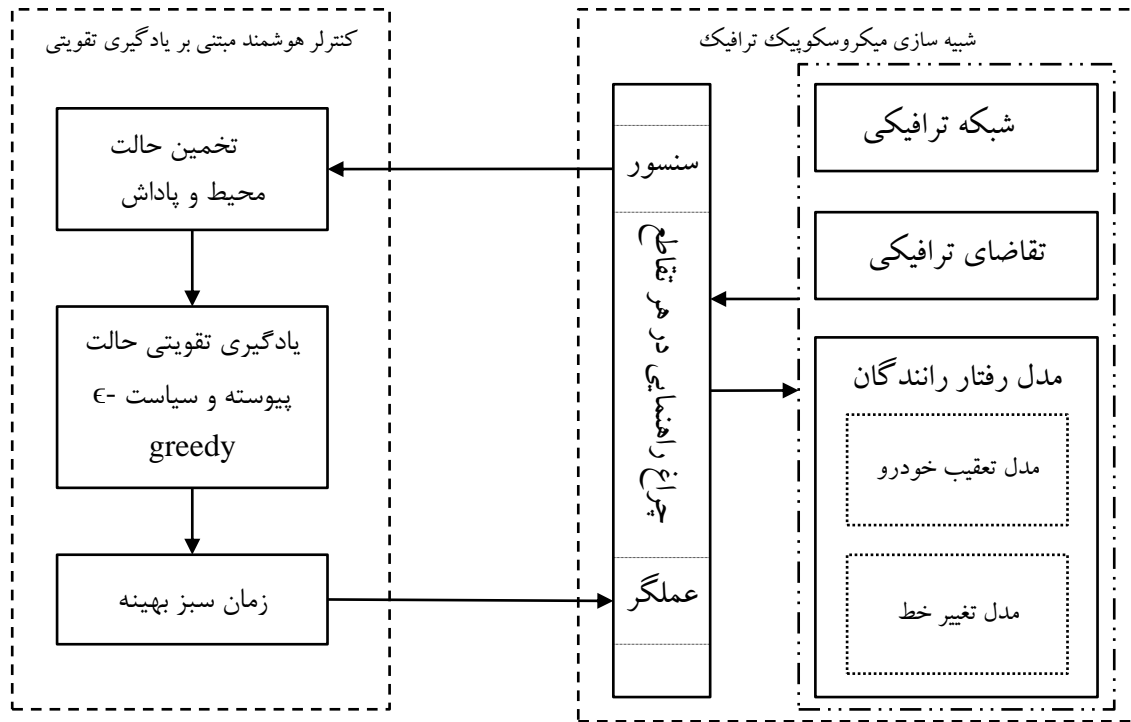 شبیه سازی میکروسکوپیک ترافیک
شبکه ترافیکی
تقاضای ترافیکی
مدل رفتار رانندگان
مدل تعقیب خودرو
مدل تغییر خط
سنسور
چراغ راهنمایی در هر تقاطع
عملگر
کنترلر هوشمند مبتنی بر یادگیری تقویتی
تخمین حالت
محیط و پاداش
یادگیری تقویتی حالت
پیوسته و سیاست -ϵ
greedy
زمان سبز بهینه